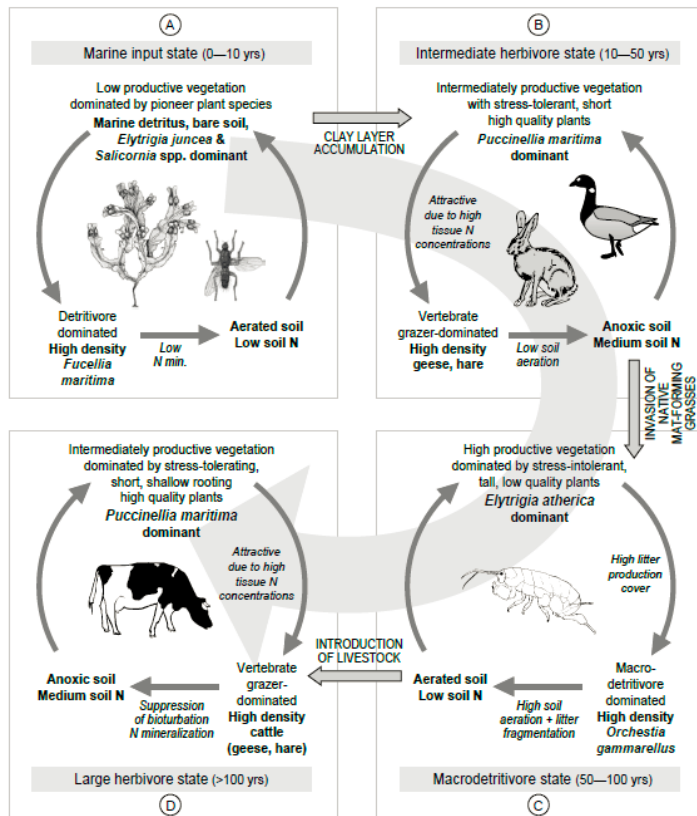 A
Marine input state (0—10 yrs)
Low productive vegetation
dominated by pioneer plant species
Marine detritus, bare soil,
Elytrigia juncea &
Salicornia spp. dominant
Detritivore
dominated
High density
Fucellia
maritima
Low
N min.
Aerated soil
Low soil N
CLAY LAYER
ACCUMULATION
B
Intermediate herbivore state (10—50 yrs)
Intermediately productive vegetation
with stress-tolerant, short
high quality plants
Puccinellia maritima
dominant
Attractive
due to high
tissue N
concentrations
Vertebrate
grazer-dominated
High density
geese, hare
Low soil
aeration
Anoxic soil
Medium soil N
INVASION OF
NATIVE
MAT-FORMING
GRASSES
High productive vegetation
dominated by stress-intolerant,
tall, low quality plants
Elytrigia atherica
dominant
High litter
production
cover
Macro-
detritivore
dominated
High density
Orchestia
gammarellus
High soil
aeration + litter
fragmentation
Aerated soil
Low soil N
Macrodetritivore state (50—100 yrs)
C
INTRODUCTION
OF LIVESTOCK
Intermediately productive vegetation
dominated by stress-tolerating,
short, shallow rooting
high quality plants
Puccinellia maritima
dominant
Attractive
due to high
tissue N
concentrations
Vertebrate
grazer-
dominated
High density
cattle
(geese, hare)
Suppression
of bioturbation
N mineralization
Anoxic soil
Medium soil N
Large herbivore state (>100 yrs)
D